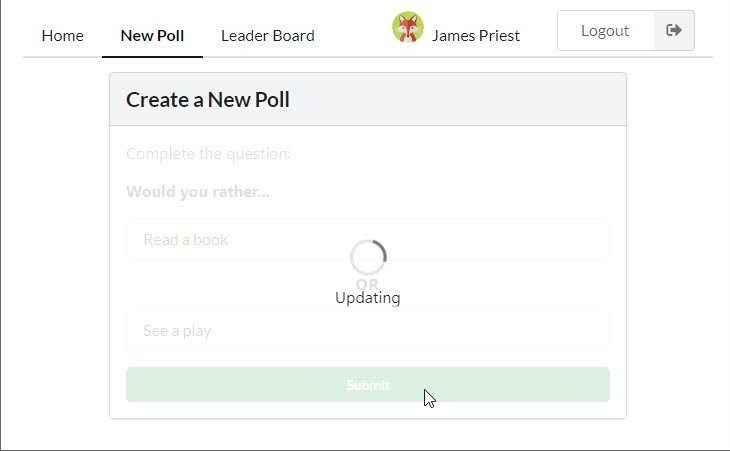 Home New Poll Leader Board James Priest Logout
Create a New Poll
Complete the question:
Would you rather...
Read a book
OR
Updating
See a play
Submit